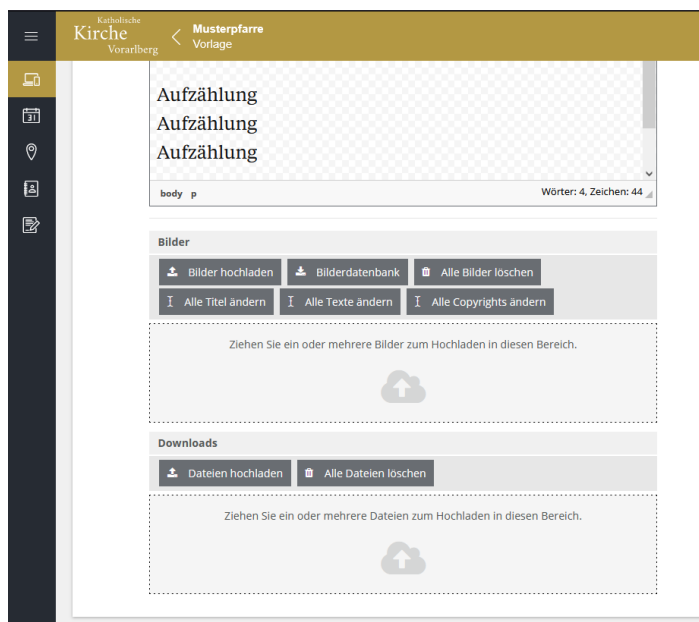 Katholische
Kirche
Vorarlberg
Musterpfarre
Vorlage
31
Aufzählung
Aufzählung
Aufzählung
body p
Wörter: 4, Zeichen: 44
Bilder
Bilder hochladen Bilderdatenbank Alle Bilder löschen
Alle Titel ändern Alle Texte ändern Alle Copyrights ändern
Ziehen Sie ein oder mehrere Bilder zum Hochladen in diesen Bereich.
Downloads
Dateien hochladen Alle Dateien löschen
Ziehen Sie ein oder mehrere Dateien zum Hochladen in diesen Bereich.